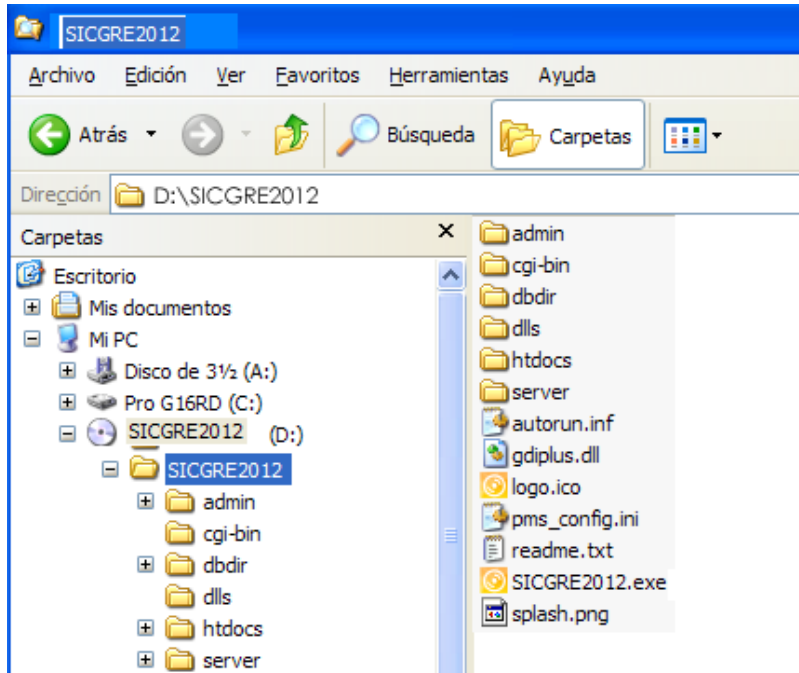 SICGRE2012
Archivo Edición Ver Favoritos Herramientas Ayuda
Atrás Búsqueda Carpetas
Dirección D:\SICGRE2012
Carpetas
Escritorio
Mis documentos
Mi PC
Disco de 3½ (A:)
Pro G16RD (C:)
SICGRE2012 (D:)
SICGRE2012
admin
cgi-bin
dbdir
dlls
htdocs
server
admin
cgi-bin
dbdir
dlls
htdocs
server
autorun.inf
gdiplus.dll
logo.ico
pms_config.ini
readme.txt
SICGRE2012.exe
splash.png